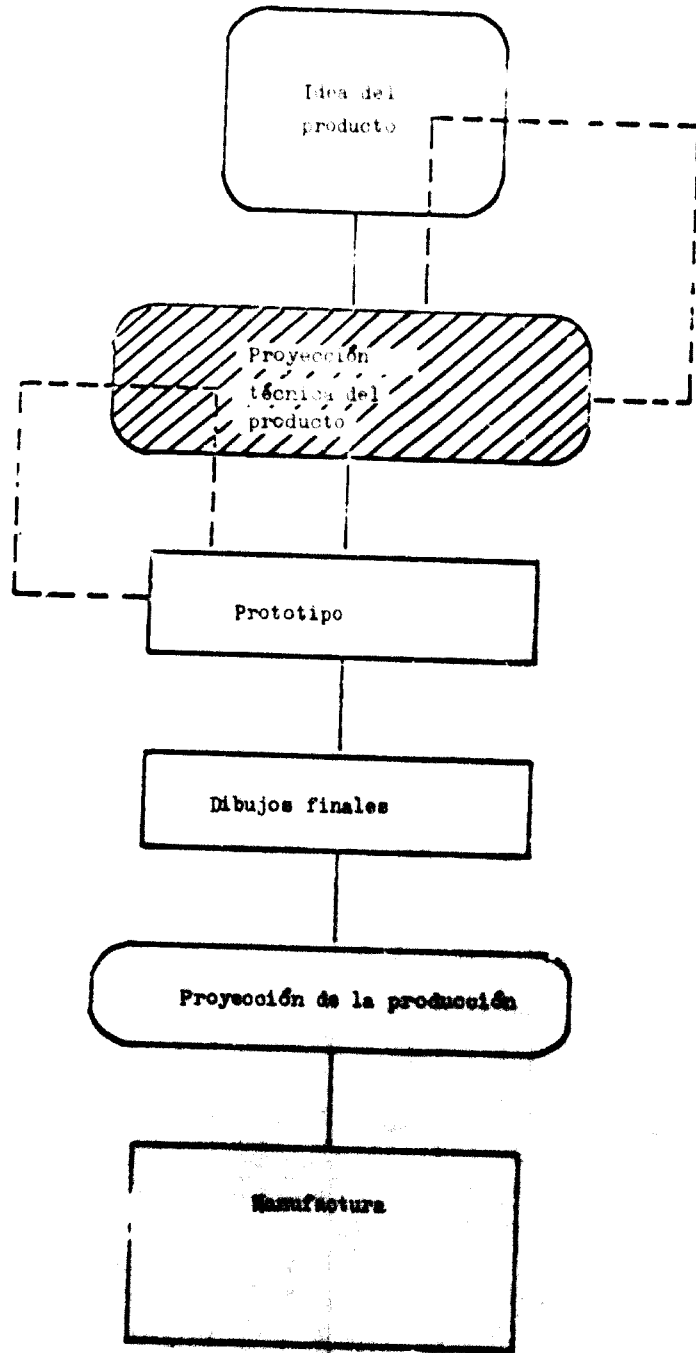 Idea del
producto
Proyección
técnica del
producto
Prototipo
Dibujos finales
Proyección de la producción
Manufactura